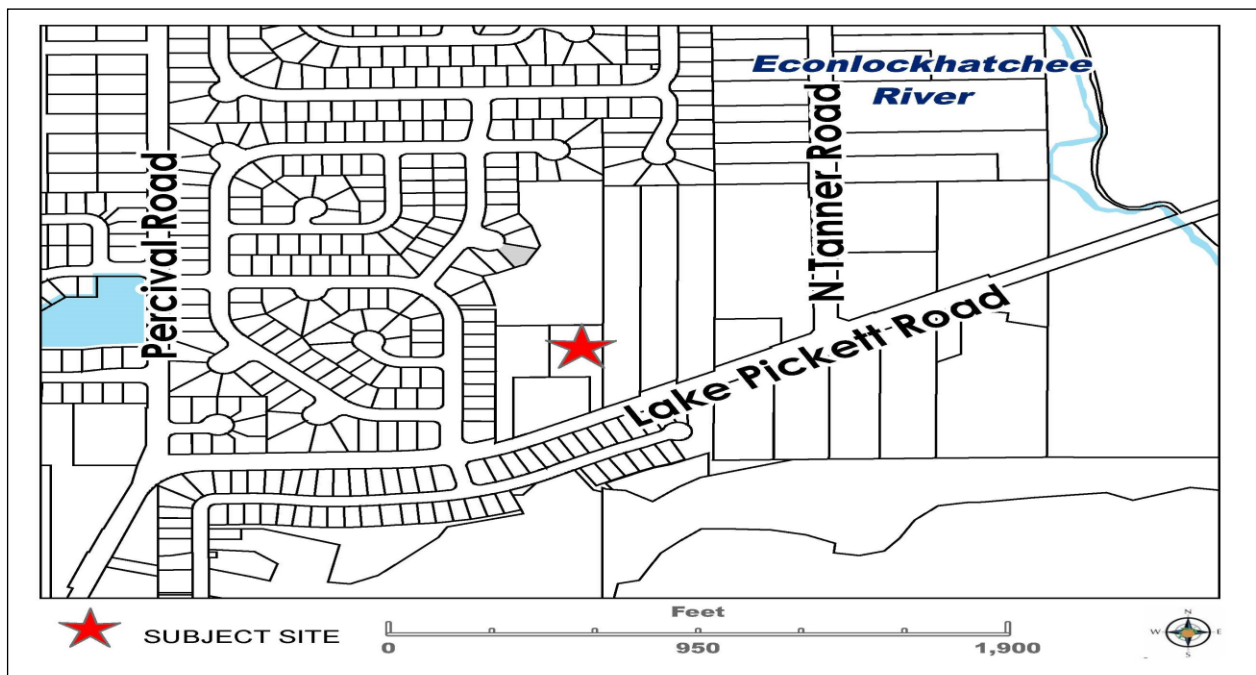 Econlockhatchee
River
Percival Road
N Tanner Road
Lake Pickett Road
SUBJECT SITE
Feet
0 950 1,900
N
W E
S